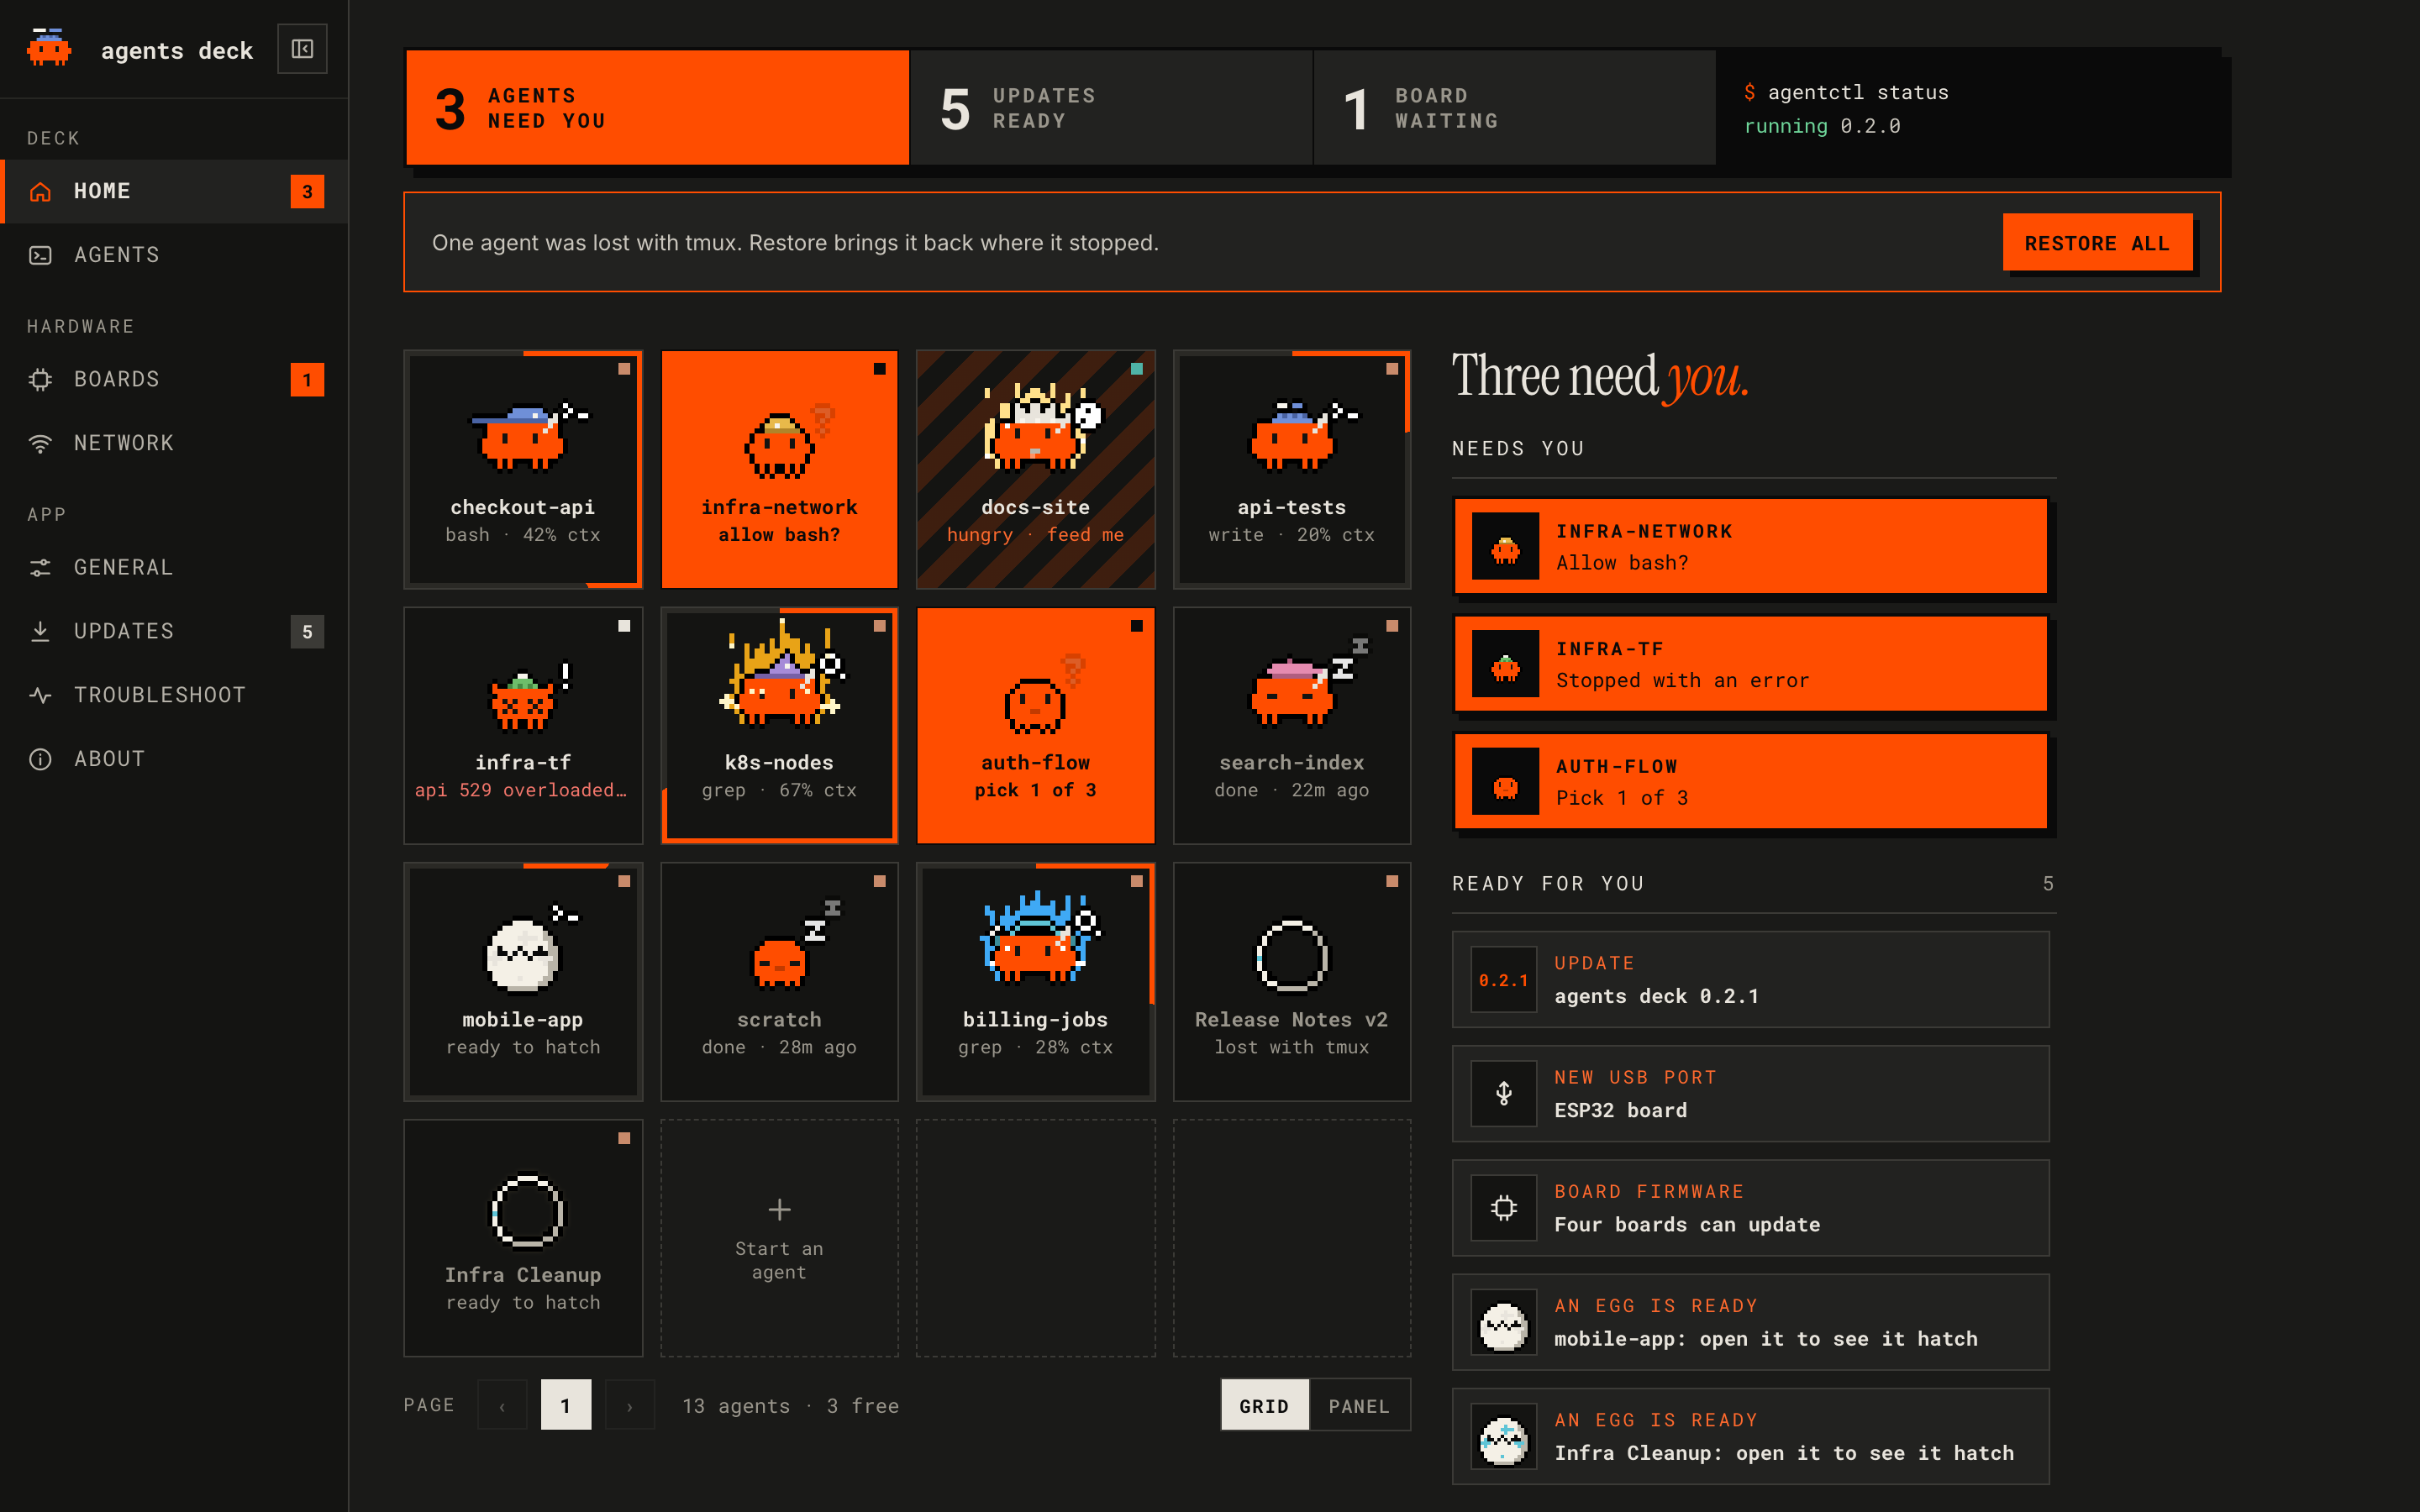 agents deck
DECK
HOME
3
AGENTS
HARDWARE
BOARDS
1
NETWORK
APP
GENERAL
UPDATES
5
TROUBLESHOOT
ABOUT
3
AGENTS
NEED YOU
5
UPDATES
READY
1
BOARD
WAITING
$ agentctl status
running 0.2.0
One agent was lost with tmux. Restore brings it back where it stopped.
RESTORE ALL
checkout-api
bash · 42% ctx
infra-network
allow bash?
docs-site
hungry · feed me
api-tests
write · 20% ctx
infra-tf
api 529 overloaded…
k8s-nodes
grep · 67% ctx
auth-flow
pick 1 of 3
search-index
done · 22m ago
mobile-app
ready to hatch
scratch
done · 28m ago
billing-jobs
grep · 28% ctx
Release Notes v2
lost with tmux
Infra Cleanup
ready to hatch
+
Start an
agent
PAGE
‹
1
›
13 agents · 3 free
GRID
PANEL
Three need you.
NEEDS YOU
INFRA-NETWORK
Allow bash?
INFRA-TF
Stopped with an error
AUTH-FLOW
Pick 1 of 3
READY FOR YOU
5
0.2.1
UPDATE
agents deck 0.2.1
NEW USB PORT
ESP32 board
BOARD FIRMWARE
Four boards can update
AN EGG IS READY
mobile-app: open it to see it hatch
AN EGG IS READY
Infra Cleanup: open it to see it hatch